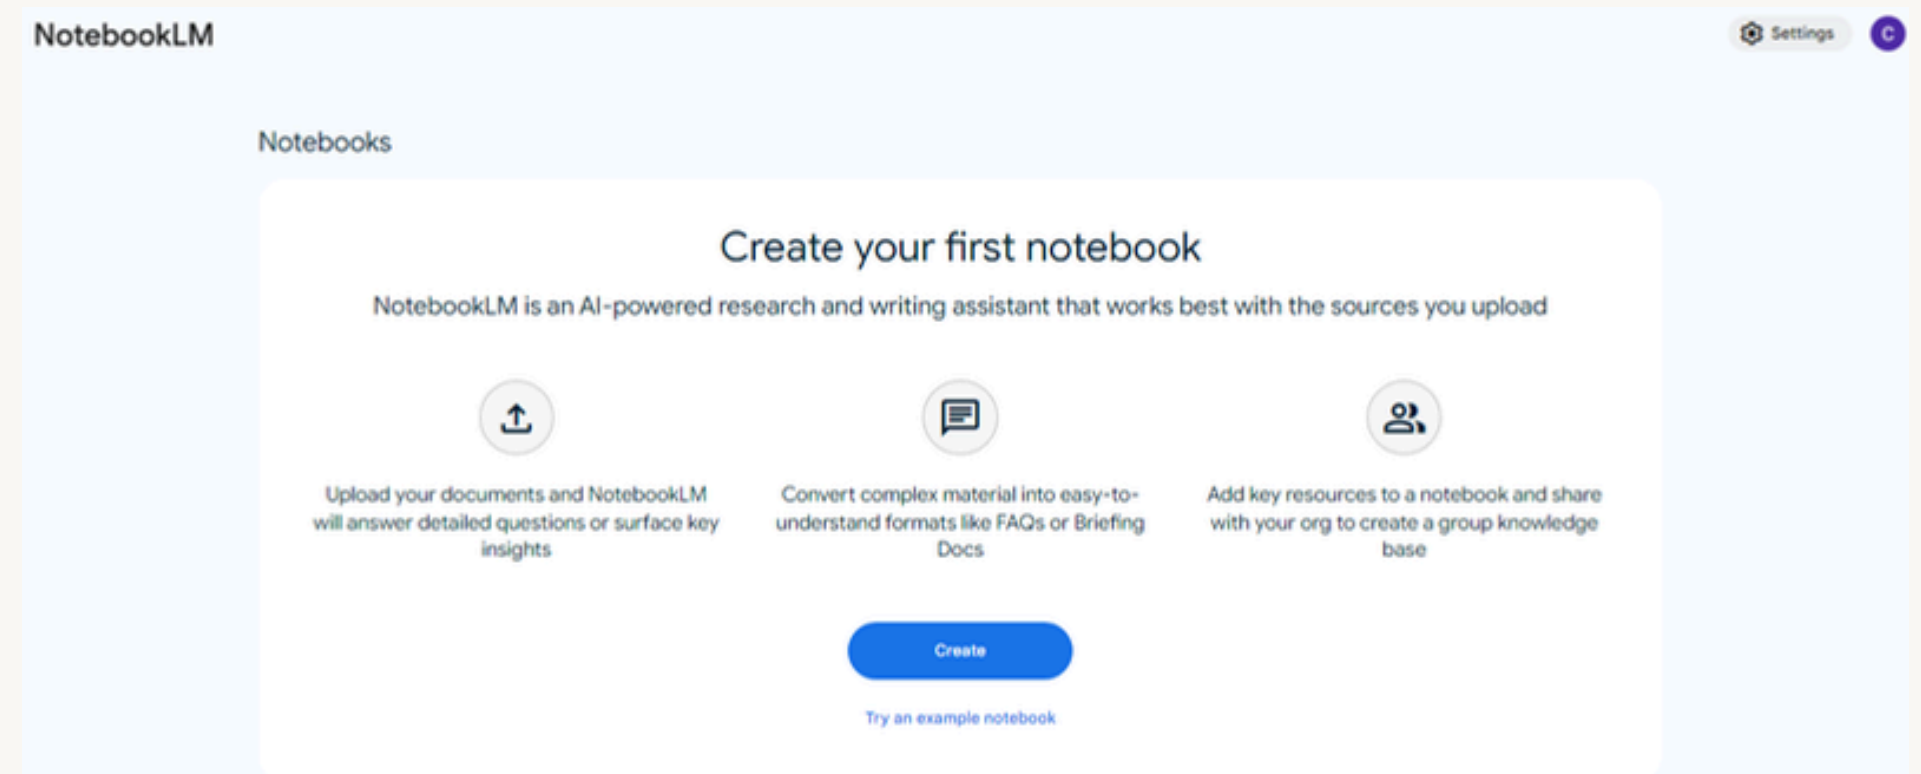 NotebookLM
Settings
C
Notebooks
Create your first notebook
NotebookLM is an AI-powered research and writing assistant that works best with the sources you upload
Upload your documents and NotebookLM
will answer detailed questions or surface key
insights
Convert complex material into easy-to-
understand formats like FAQs or Briefing
Docs
Add key resources to a notebook and share
with your org to create a group knowledge
base
Create
Try an example notebook